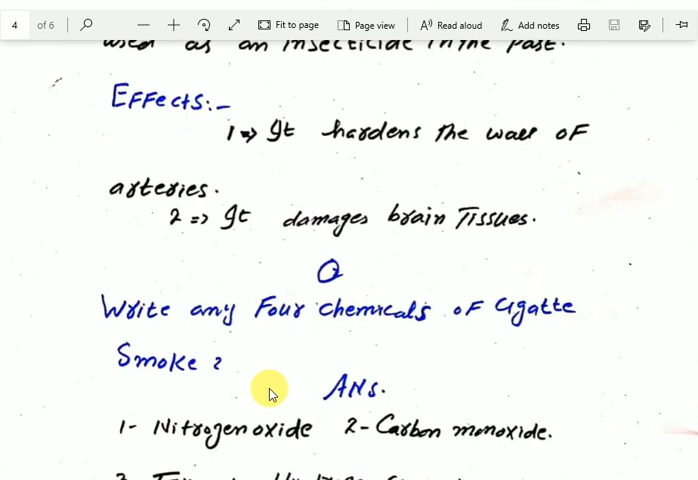 4 of 6 Fit to page Page view Read aloud Add notes
used as an insecticide in the Past.
Effects:-
1 => It hardens the wall of
arteries.
2 => It damages brain Tissues.
Q
Write any Four Chemicals of Cigatte
Smoke ?
ANS.
1- Nitrogen oxide 2- Carbon monoxide.